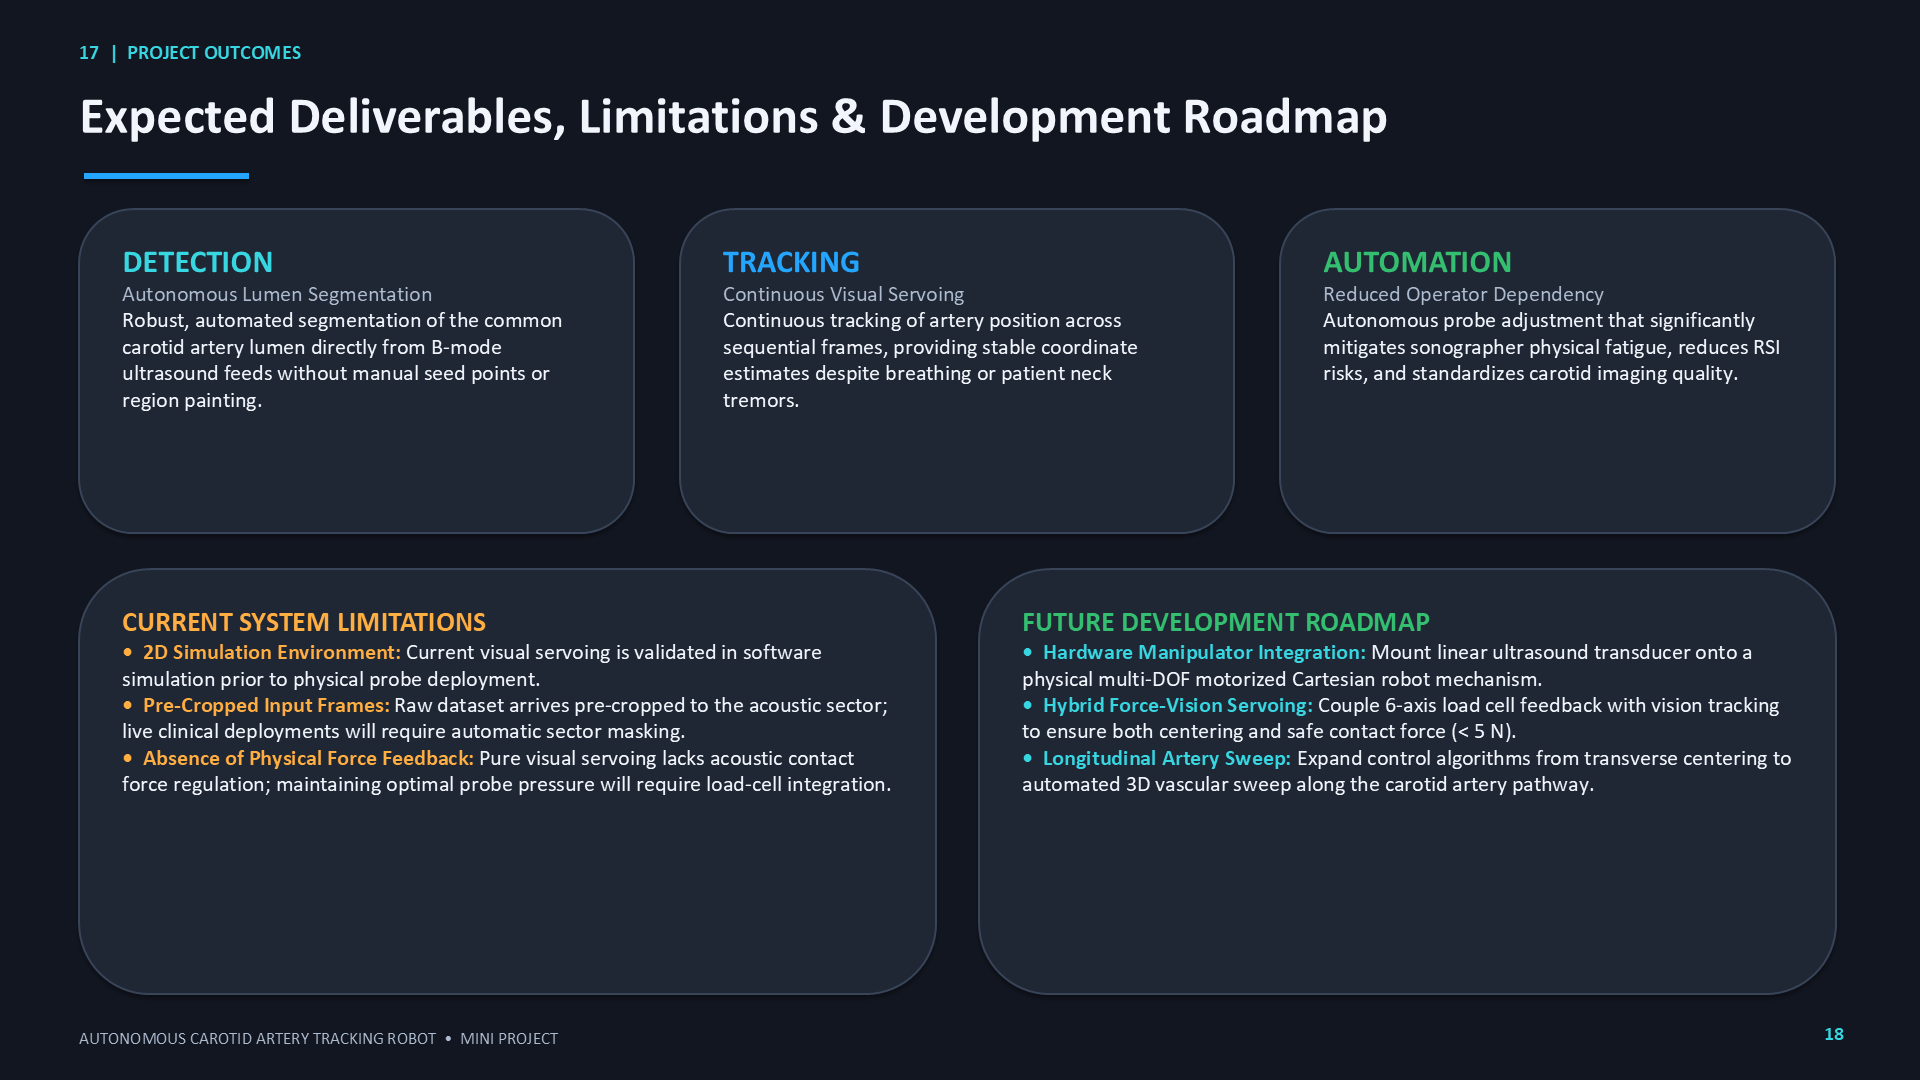 17 | PROJECT OUTCOMES
Expected Deliverables, Limitations & Development Roadmap
DETECTION
Autonomous Lumen Segmentation
Robust, automated segmentation of the common
carotid artery lumen directly from B-mode
ultrasound feeds without manual seed points or
region painting.
TRACKING
Continuous Visual Servoing
Continuous tracking of artery position across
sequential frames, providing stable coordinate
estimates despite breathing or patient neck
tremors.
AUTOMATION
Reduced Operator Dependency
Autonomous probe adjustment that significantly
mitigates sonographer physical fatigue, reduces RSI
risks, and standardizes carotid imaging quality.
CURRENT SYSTEM LIMITATIONS
• 2D Simulation Environment: Current visual servoing is validated in software
simulation prior to physical probe deployment.
• Pre-Cropped Input Frames: Raw dataset arrives pre-cropped to the acoustic sector;
live clinical deployments will require automatic sector masking.
• Absence of Physical Force Feedback: Pure visual servoing lacks acoustic contact
force regulation; maintaining optimal probe pressure will require load-cell integration.
FUTURE DEVELOPMENT ROADMAP
• Hardware Manipulator Integration: Mount linear ultrasound transducer onto a
physical multi-DOF motorized Cartesian robot mechanism.
• Hybrid Force-Vision Servoing: Couple 6-axis load cell feedback with vision tracking
to ensure both centering and safe contact force (< 5 N).
• Longitudinal Artery Sweep: Expand control algorithms from transverse centering to
automated 3D vascular sweep along the carotid artery pathway.
AUTONOMOUS CAROTID ARTERY TRACKING ROBOT • MINI PROJECT
18